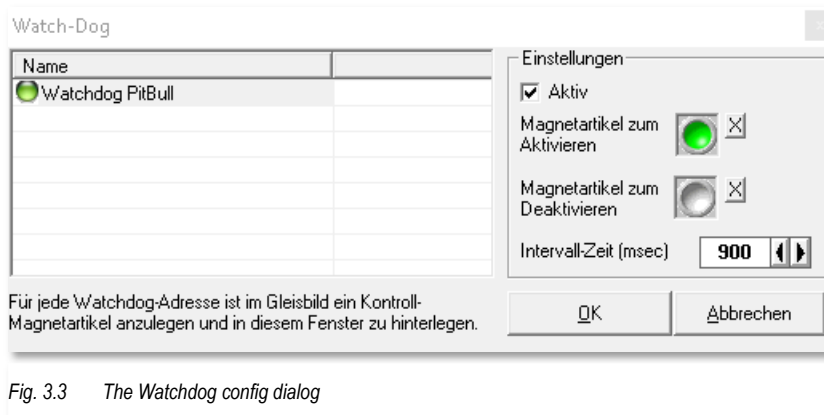 Watch-Dog
Name
Watchdog PitBull
Einstellungen
Aktiv
Magnetartikel zum
Aktivieren
X
Magnetartikel zum
Deaktivieren
X
Intervall-Zeit (msec)
900
Für jede Watchdog-Adresse ist im Gleisbild ein Kontroll-
Magnetartikel anzulegen und in diesem Fenster zu hinterlegen.
OK
Abbrechen
Fig. 3.3 The Watchdog config dialog